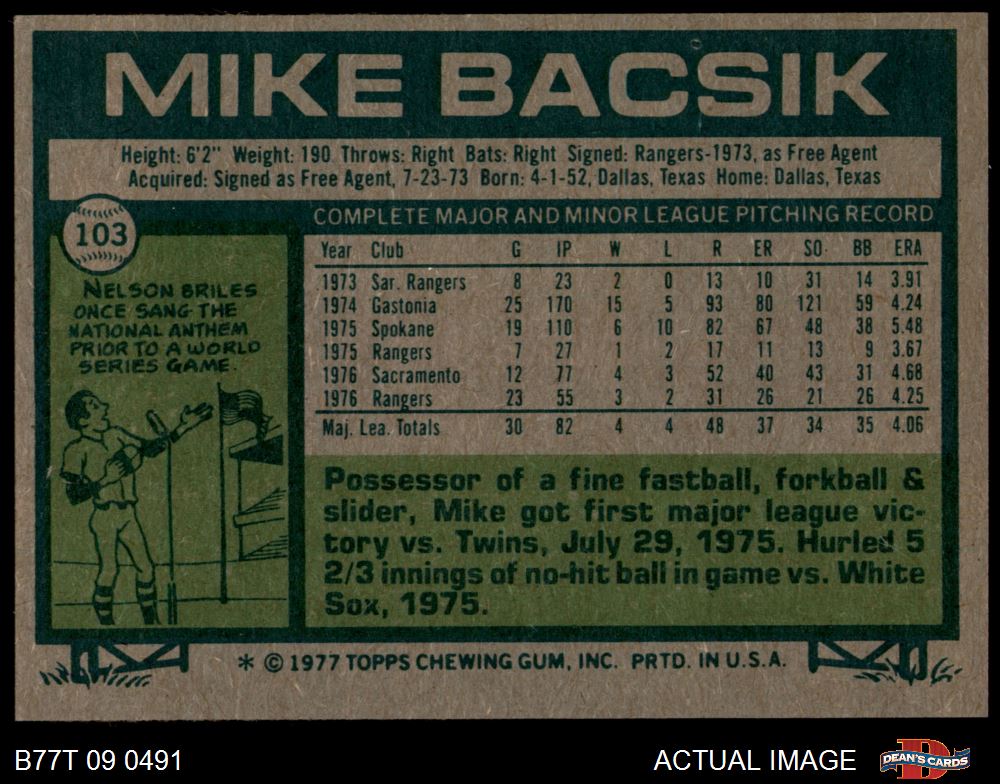 MIKE BACSIK
Height: 6'2" Weight: 190 Throws: Right Bats: Right Signed: Rangers-1973, as Free Agent
Acquired: Signed as Free Agent, 7-23-73 Born: 4-1-52, Dallas, Texas Home: Dallas, Texas
103
NELSON BRILES
ONCE SANG THE
NATIONAL ANTHEM
PRIOR TO A WORLD
SERIES GAME.
COMPLETE MAJOR AND MINOR LEAGUE PITCHING RECORD
Year Club G IP W L R ER SO BB ERA
1973 Sar. Rangers 8 23 2 0 13 10 31 14 3.91
1974 Gastonia 25 170 15 5 93 80 121 59 4.24
1975 Spokane 19 110 6 10 82 67 48 38 5.48
1975 Rangers 7 27 1 2 17 11 13 9 3.67
1976 Sacramento 12 77 4 3 52 40 43 31 4.68
1976 Rangers 23 55 3 2 31 26 21 26 4.25
Maj. Lea. Totals 30 82 4 4 48 37 34 35 4.06
Possessor of a fine fastball, forkball &
slider, Mike got first major league vic-
tory vs. Twins, July 29, 1975. Hurled 5
2/3 innings of no-hit ball in game vs. White
Sox, 1975.
* © 1977 TOPPS CHEWING GUM, INC. PRTD. IN U.S.A.
B77T 09 0491
ACTUAL IMAGE
D
DEAN'S CARDS